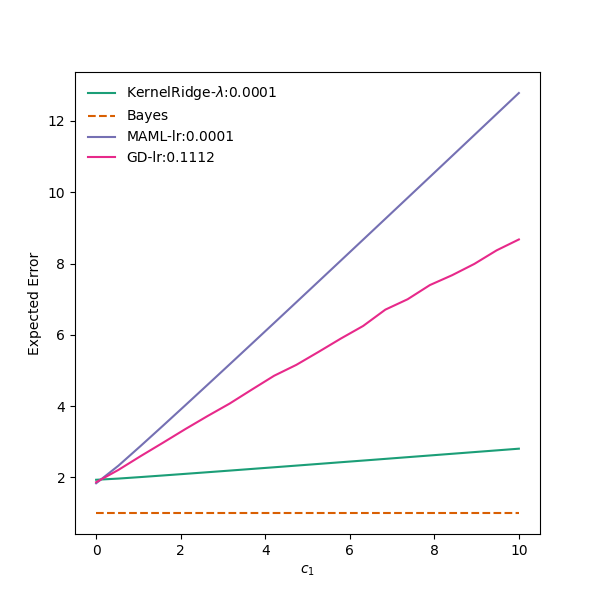 KernelRidge-λ:0.0001
Bayes
MAML-lr:0.0001
GD-lr:0.1112
Expected Error
12
10
8
6
4
2
0 2 4 6 8 10
c₁